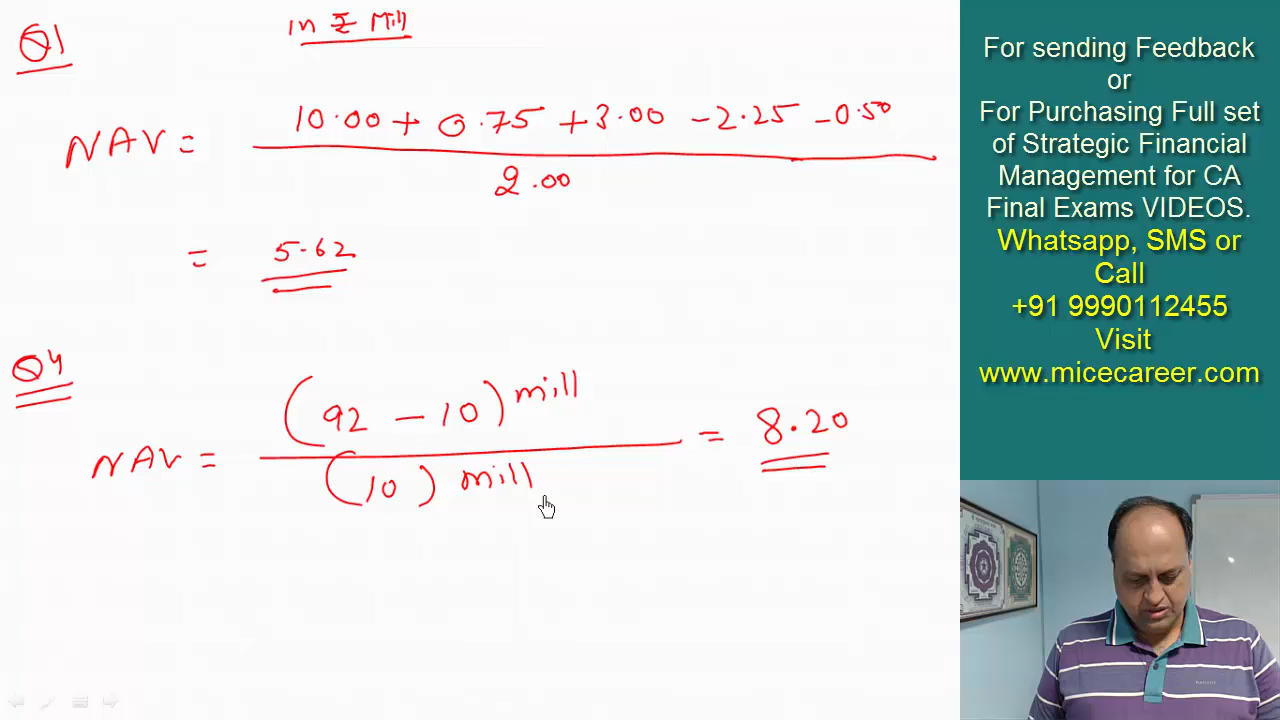 Q1
in ₹ Mill
NAV = 10.00 + 0.75 + 3.00 - 2.25 - 0.50
2.00
= 5.62
Q4
NAV = (92 - 10) mill = 8.20
(10) mill
For sending Feedback
or
For Purchasing Full set
of Strategic Financial
Management for CA
Final Exams VIDEOS.
Whatsapp, SMS or
Call
+91 9990112455
Visit
www.micecareer.com